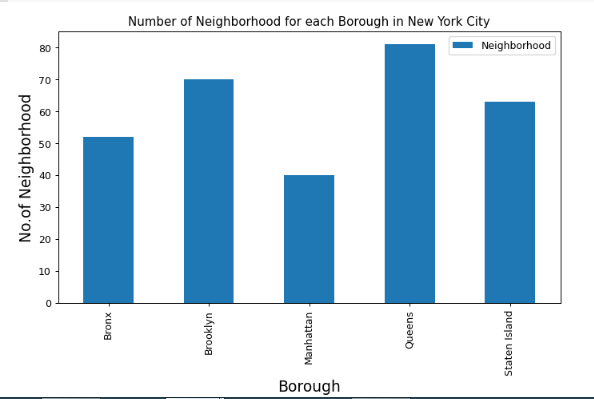 Number of Neighborhood for each Borough in New York City
Neighborhood
80
70
60
50
40
30
20
10
0
No.of Neighborhood
Bronx
Brooklyn
Manhattan
Queens
Staten Island
Borough